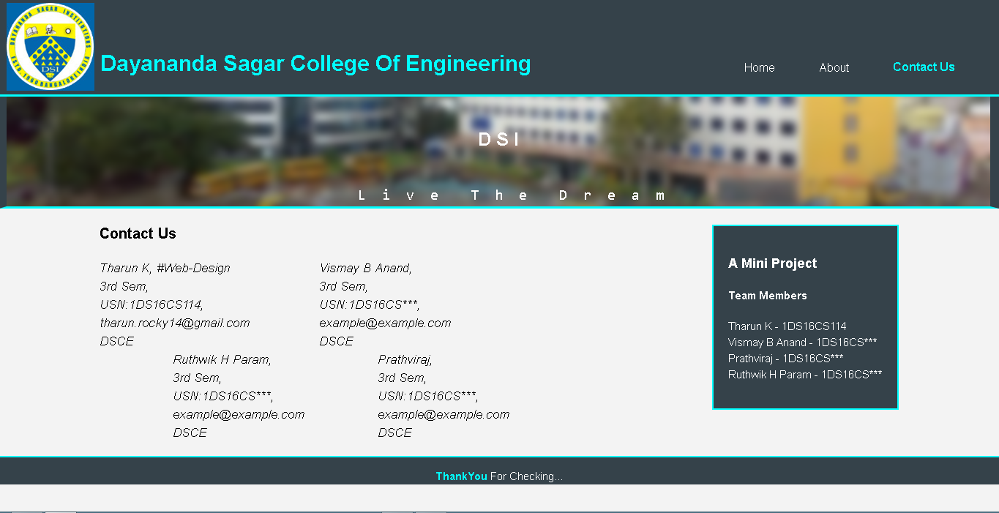 DAYANANDA SAGAR INSTITUTIONS
DSI
Dayananda Sagar College Of Engineering
Home
About
Contact Us
D S I
Live The Dream
Contact Us
Tharun K, #Web-Design
3rd Sem,
USN:1DS16CS114,
tharun.rocky14@gmail.com
DSCE
Vismay B Anand,
3rd Sem,
USN:1DS16CS***,
example@example.com
DSCE
Ruthwik H Param,
3rd Sem,
USN:1DS16CS***,
example@example.com
DSCE
Prathviraj,
3rd Sem,
USN:1DS16CS***,
example@example.com
DSCE
A Mini Project
Team Members
Tharun K - 1DS16CS114
Vismay B Anand - 1DS16CS***
Prathviraj - 1DS16CS***
Ruthwik H Param - 1DS16CS***
ThankYou For Checking...